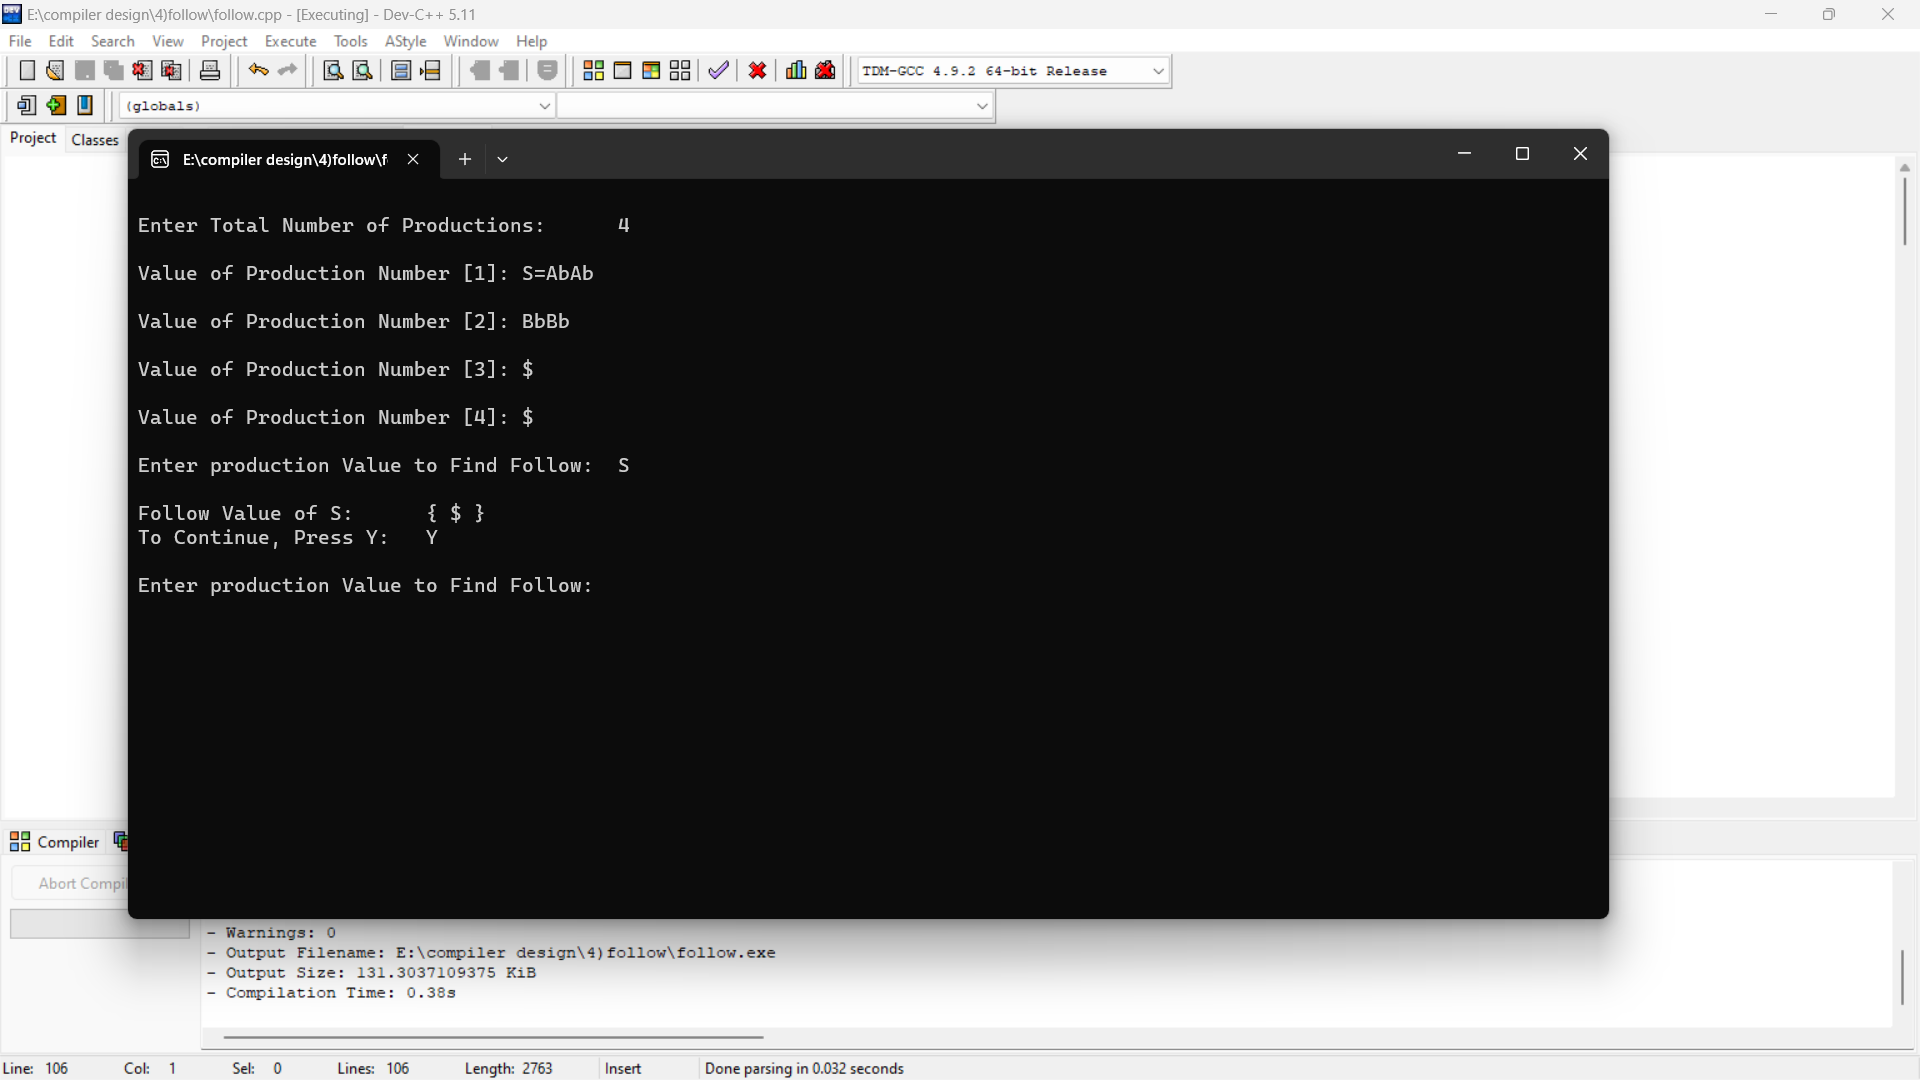 E:\compiler design\4)follow\follow.cpp - [Executing] - Dev-C++ 5.11
File Edit Search View Project Execute Tools AStyle Window Help
TDM-GCC 4.9.2 64-bit Release
(globals)
Project Classes
E:\compiler design\4)follow\f
Enter Total Number of Productions: 4
Value of Production Number [1]: S=AbAb
Value of Production Number [2]: BbBb
Value of Production Number [3]: $
Value of Production Number [4]: $
Enter production Value to Find Follow: S
Follow Value of S: { $ }
To Continue, Press Y: Y
Enter production Value to Find Follow:
Compiler
Abort Compil
- Warnings: 0
- Output Filename: E:\compiler design\4)follow\follow.exe
- Output Size: 131.3037109375 KiB
- Compilation Time: 0.38s
Line: 106 Col: 1 Sel: 0 Lines: 106 Length: 2763 Insert Done parsing in 0.032 seconds